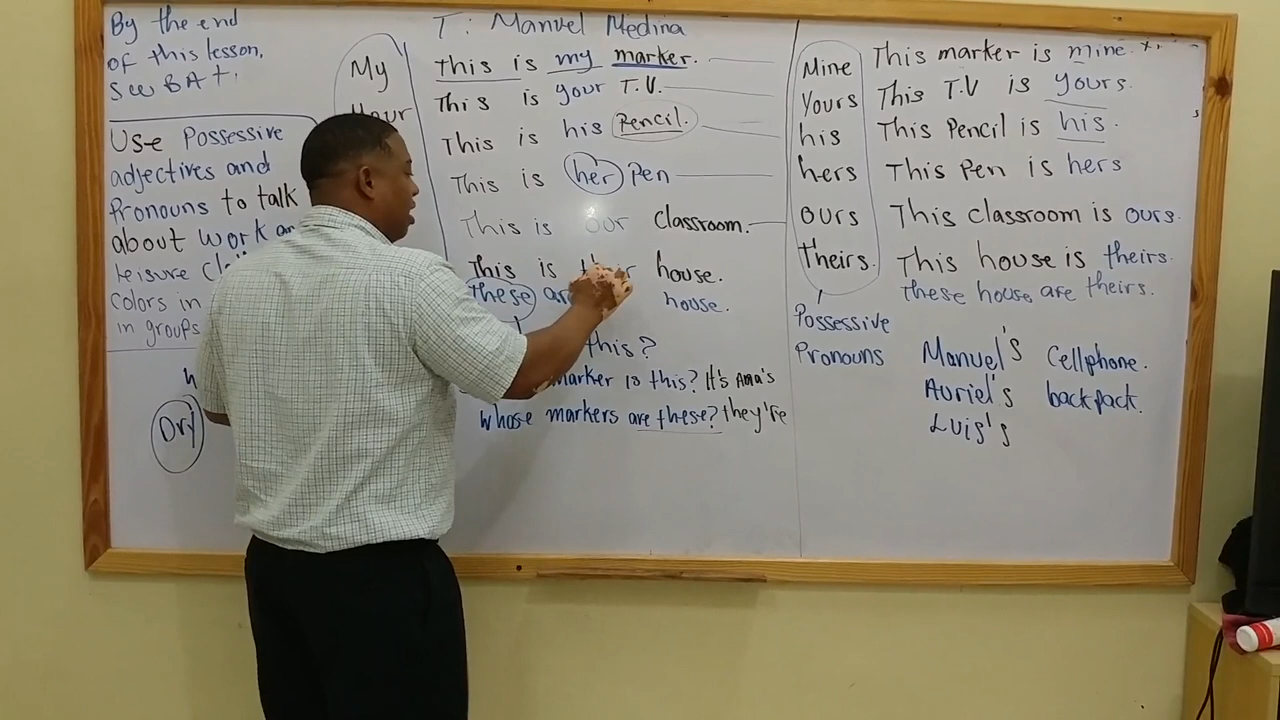 By the end
of this lesson,
SWBAT.
Use Possessive
adjectives and
Pronouns to talk
about work
leisure
colors in
in groups
Dry
My
T: Manuel Medina
This is my marker.
This is your T.V.
This is his Pencil.
This is her Pen
This is our classroom.
This is their house.
These house.
this?
marker is this? It's Ana's
Whose markers are these? they're
Mine
Yours
his
hers
ours
Theirs.
Possessive
Pronouns
This marker is mine.
This T.V is yours.
This Pencil is his.
This Pen is hers
This classroom is ours.
This house is theirs.
These house are theirs.
Manuel's cellphone.
Auriel's backpack.
Luis's